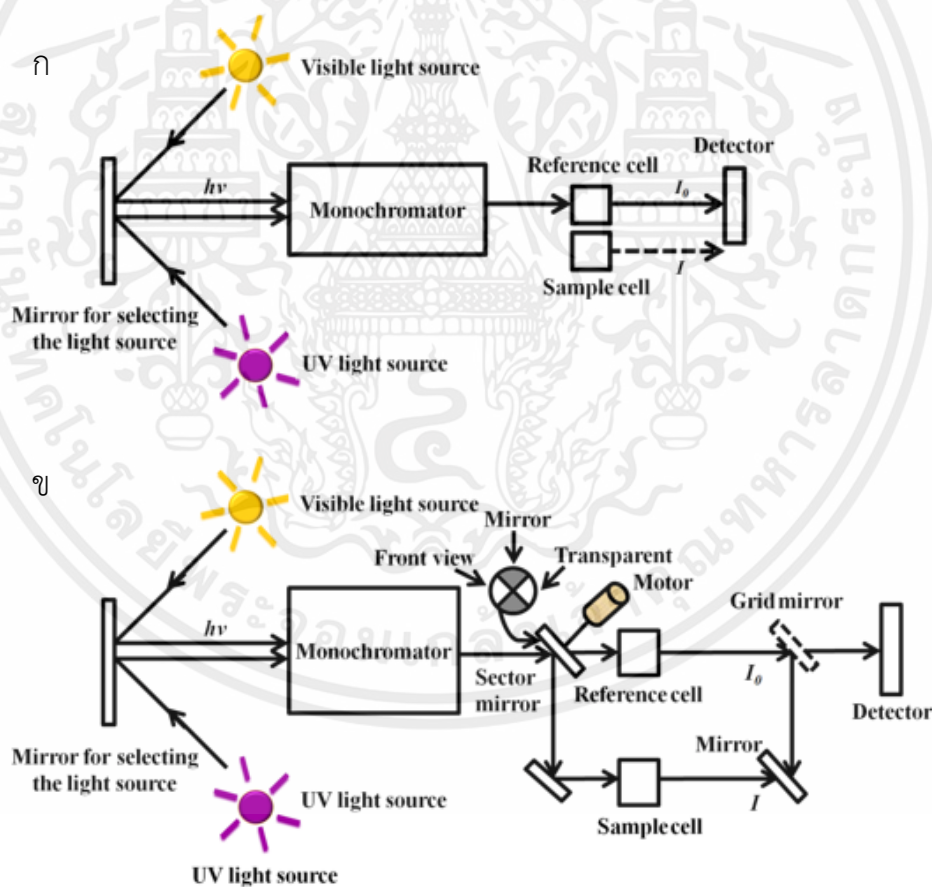 ก
Visible light source
Detector
Reference cell
hν
I0
Monochromator
I
Sample cell
Mirror for selecting
the light source
UV light source
ข
Visible light source
Mirror
Front view
Transparent
Motor
Grid mirror
hν
Monochromator
Sector
mirror
Reference cell
I0
Detector
Mirror
Mirror for selecting
the light source
I
UV light source
Sample cell
UV light source